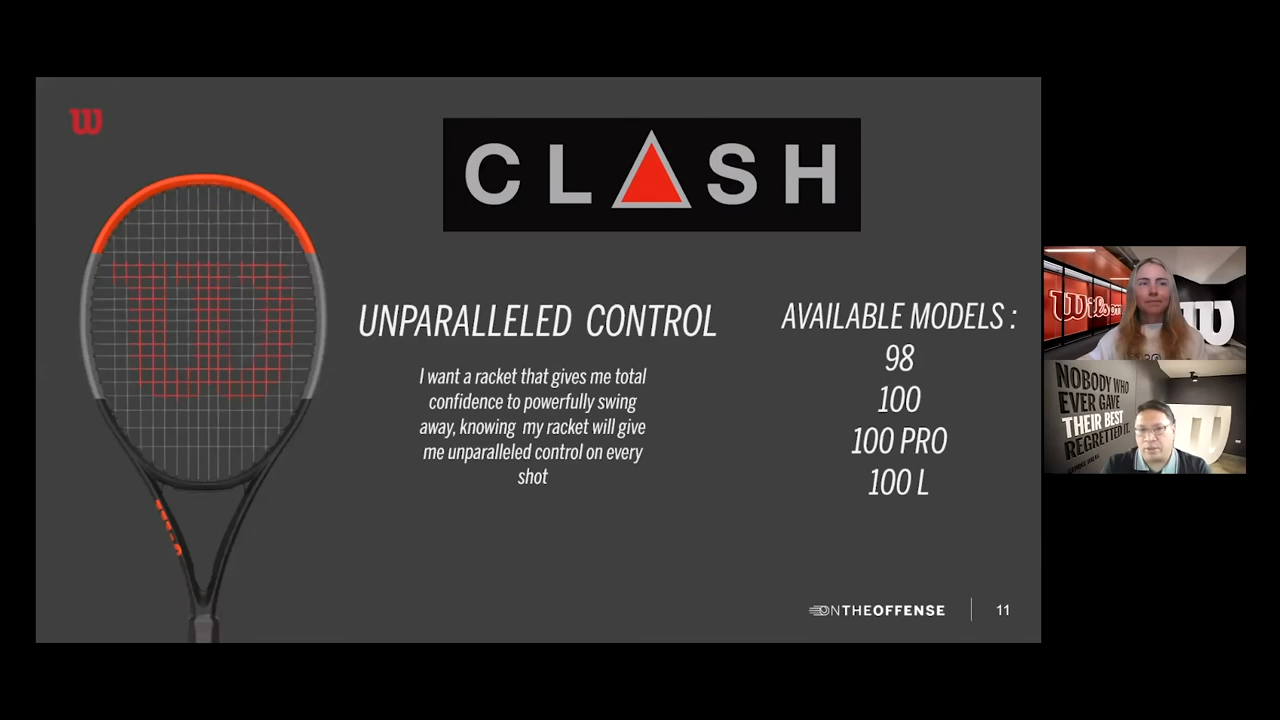 W
CLASH
UNPARALLELED CONTROL
I want a racket that gives me total
confidence to powerfully swing
away, knowing my racket will give
me unparalleled control on every
shot
AVAILABLE MODELS :
98
100
100 PRO
100 L
ONTHEOFFENSE
11
Wilson
W
NOBODY WHO
EVER GAVE
THEIR BEST
REGRETTED IT.